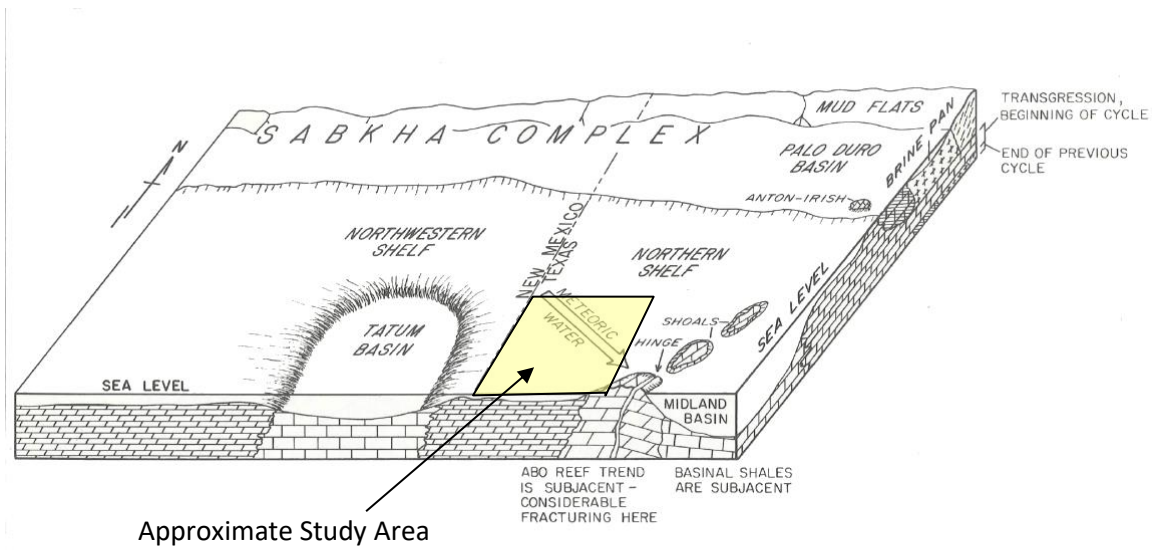 TRANSGRESSION,
BEGINNING OF CYCLE
END OF PREVIOUS
CYCLE
N
SABKHA COMPLEX
MUD FLATS
PALO DURO
BASIN
BRINE PAN
ANTON-IRISH
NORTHWESTERN
SHELF
NEW MEXICO
TEXAS
NORTHERN
SHELF
METEORIC
WATER
SHOALS
HINGE
SEA LEVEL
TATUM
BASIN
SEA LEVEL
MIDLAND
BASIN
ABO REEF TREND
IS SUBJACENT –
CONSIDERABLE
FRACTURING HERE
BASINAL SHALES
ARE SUBJACENT
Approximate Study Area